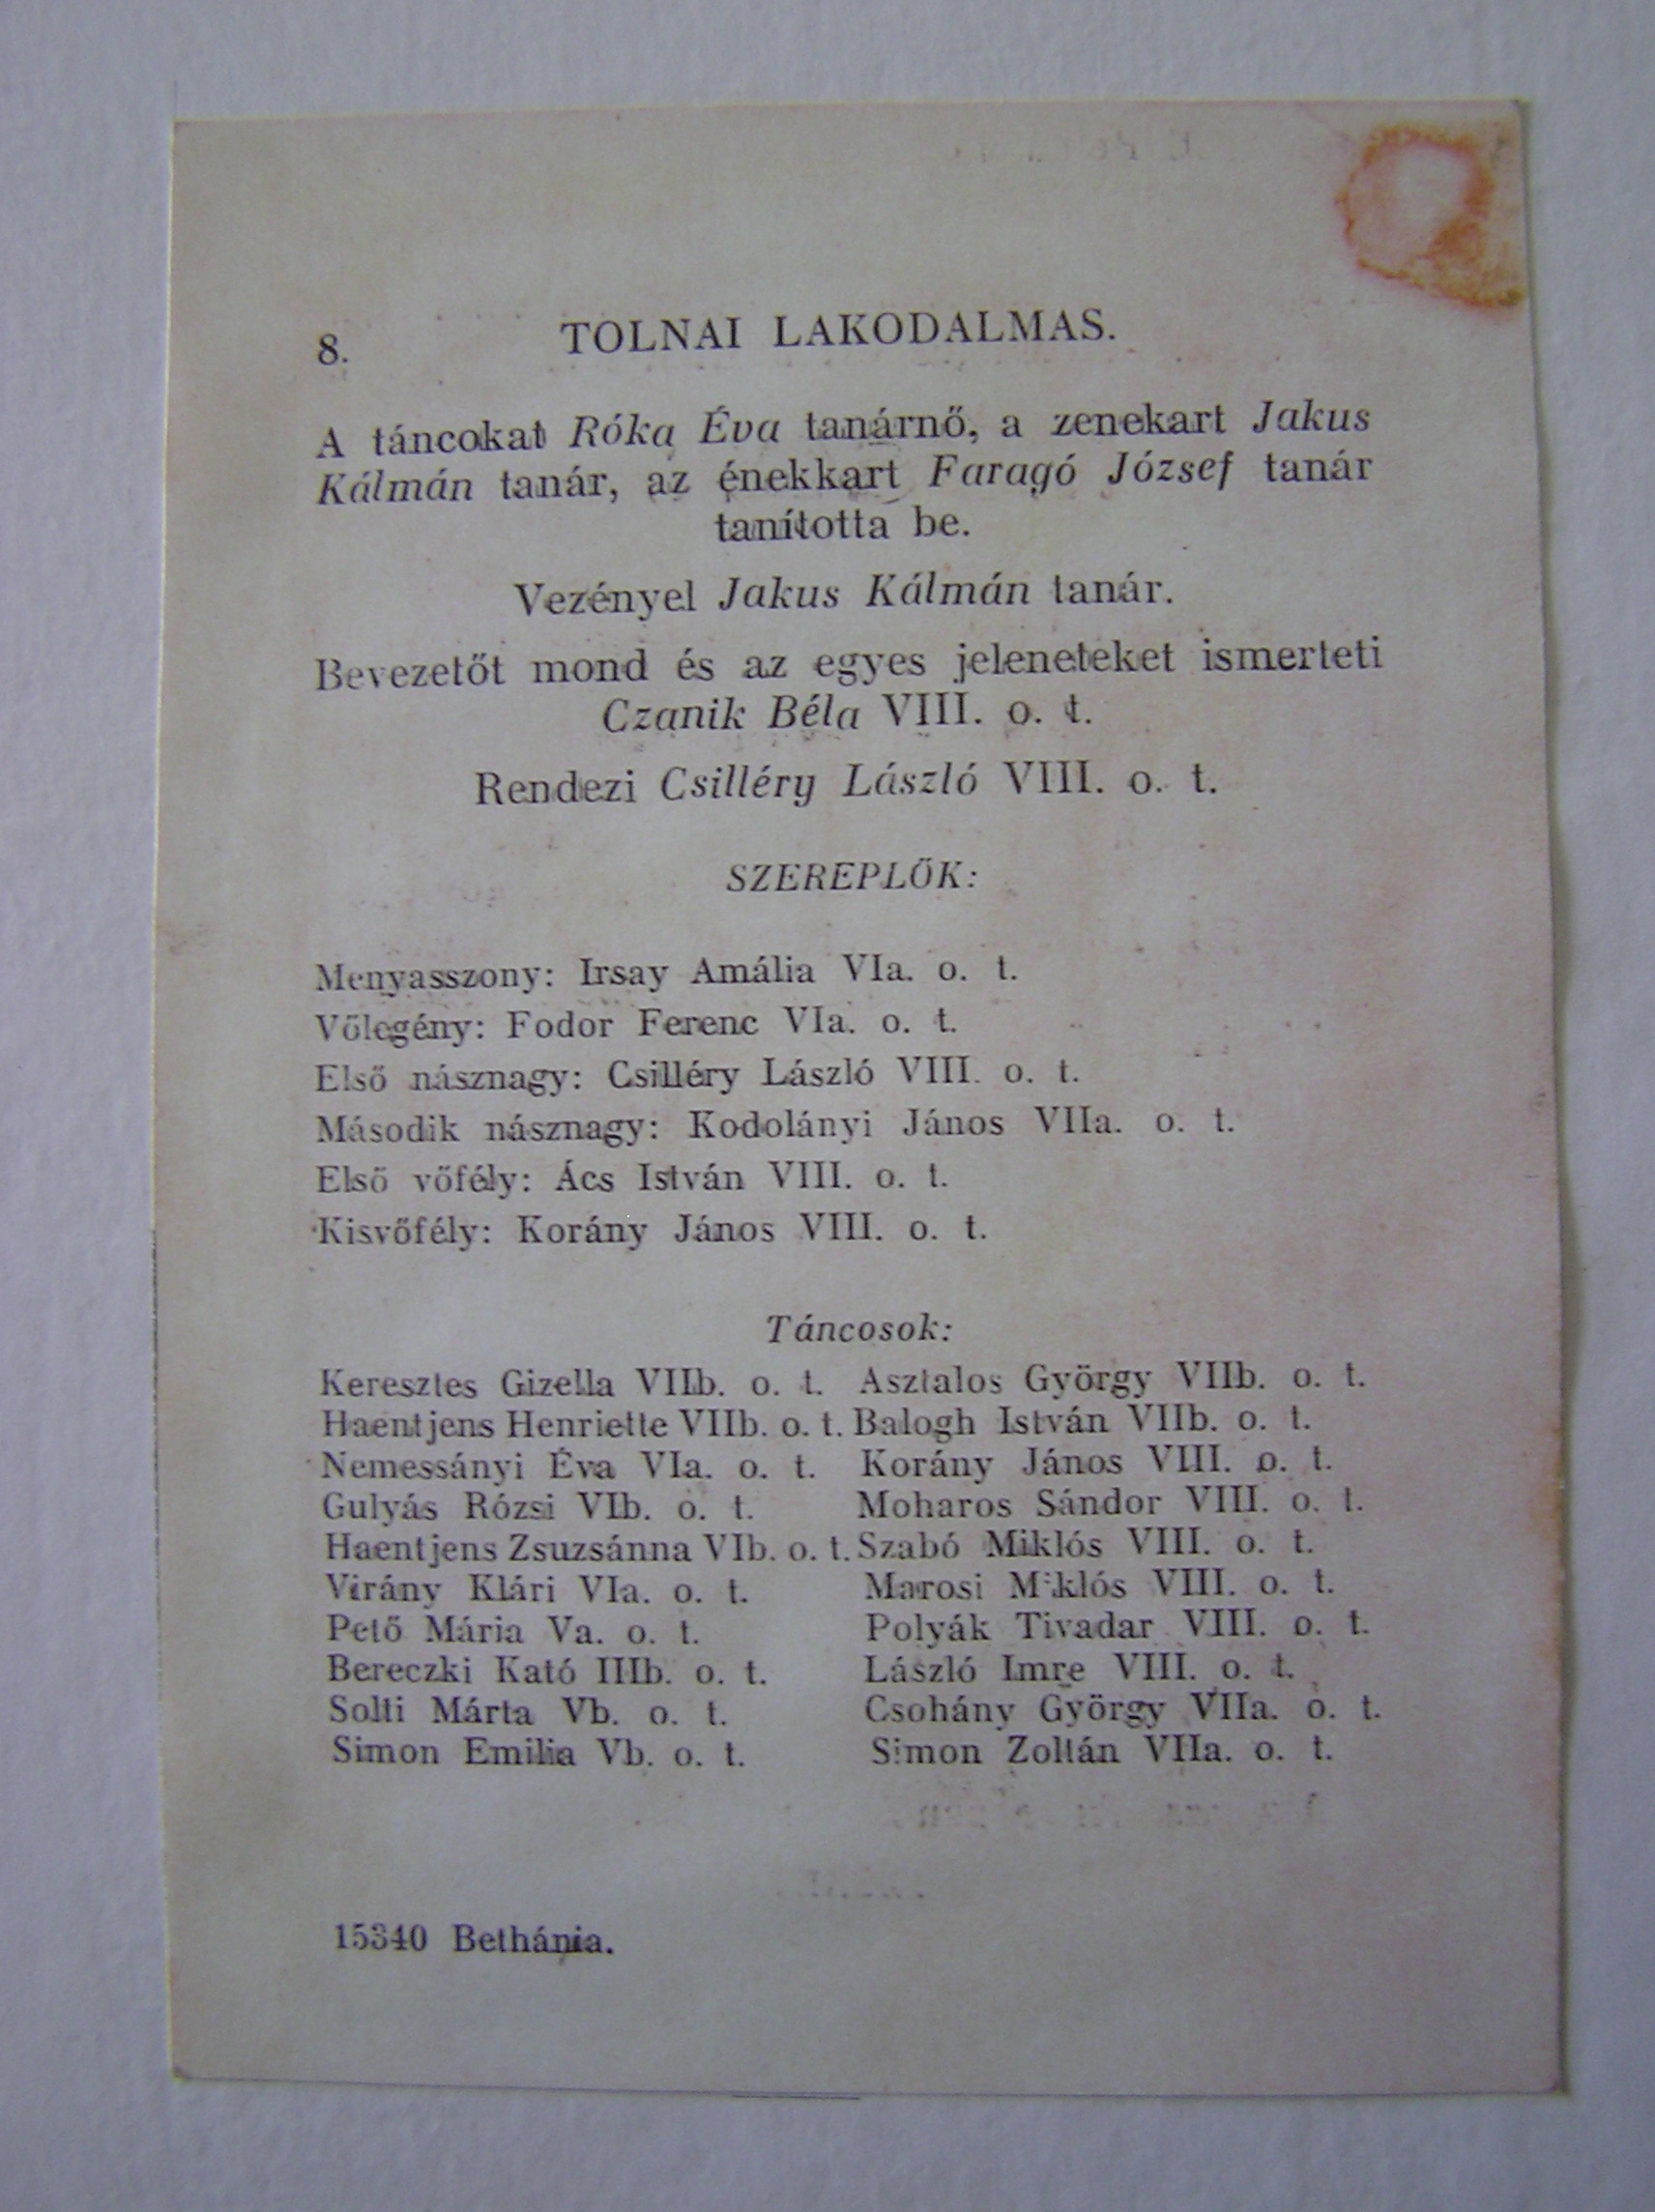 8. TOLNAI LAKODALMAS.
A táncokat Róka Éva tanárnő, a zenekart Jakus
Kálmán tanár, az énekkart Faragó József tanár
tanította be.
Vezényel Jakus Kálmán tanár.
Bevezetőt mond és az egyes jeleneteket ismerteti
Czanik Béla VIII. o. t.
Rendezi Csilléry László VIII. o. t.
SZEREPLŐK:
Menyasszony: Irsay Amália VIa. o. t.
Vőlegény: Fodor Ferenc VIa. o. t.
Első násznagy: Csilléry László VIII. o. t.
Második násznagy: Kodolányi János VIIa. o. t.
Első vőfély: Ács István VIII. o. t.
Kisvőfély: Korány János VIII. o. t.
Táncosok:
Keresztes Gizella VIIb. o. t. Asztalos György VIIb. o. t.
Haentjens Henriette VIIb. o. t. Balogh István VIIb. o. t.
Nemessányi Éva VIa. o. t. Korány János VIII. o. t.
Gulyás Rózsi VIb. o. t. Moharos Sándor VIII. o. t.
Haentjens Zsuzsánna VIb. o. t. Szabó Miklós VIII. o. t.
Virány Klári VIa. o. t. Marosi Miklós VIII. o. t.
Pető Mária Va. o. t. Polyák Tivadar VIII. o. t.
Bereczki Kató IIIb. o. t. László Imre VIII. o. t.
Solti Márta Vb. o. t. Csohány György VIIa. o. t.
Simon Emilia Vb. o. t. Simon Zoltán VIIa. o. t.
15340 Bethánia.